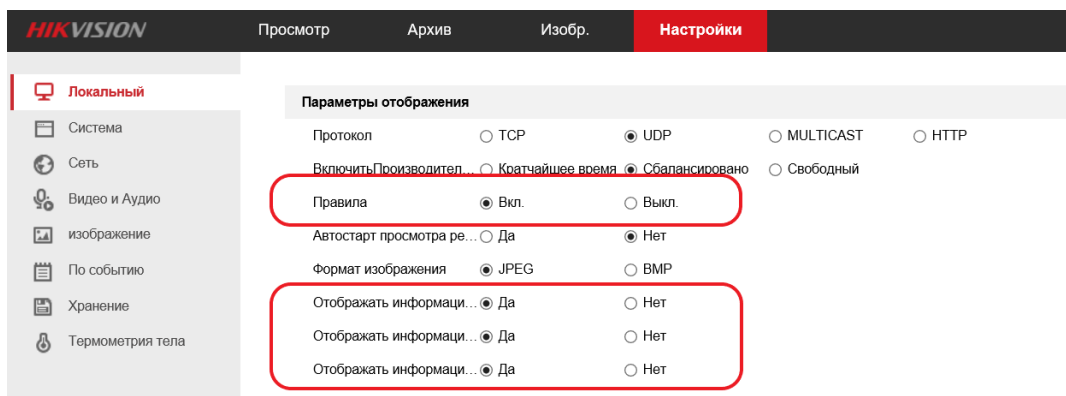 HIKVISION Просмотр Архив Изобр. Настройки
Локальный
Система
Сеть
Видео и Аудио
изображение
По событию
Хранение
Термометрия тела
Параметры отображения
Протокол TCP UDP MULTICAST HTTP
ВключитьПроизводител... Кратчайшее время Сбалансировано Свободный
Правила Вкл. Выкл.
Автостарт просмотра ре... Да Нет
Формат изображения JPEG BMP
Отображать информаци... Да Нет
Отображать информаци... Да Нет
Отображать информаци... Да Нет